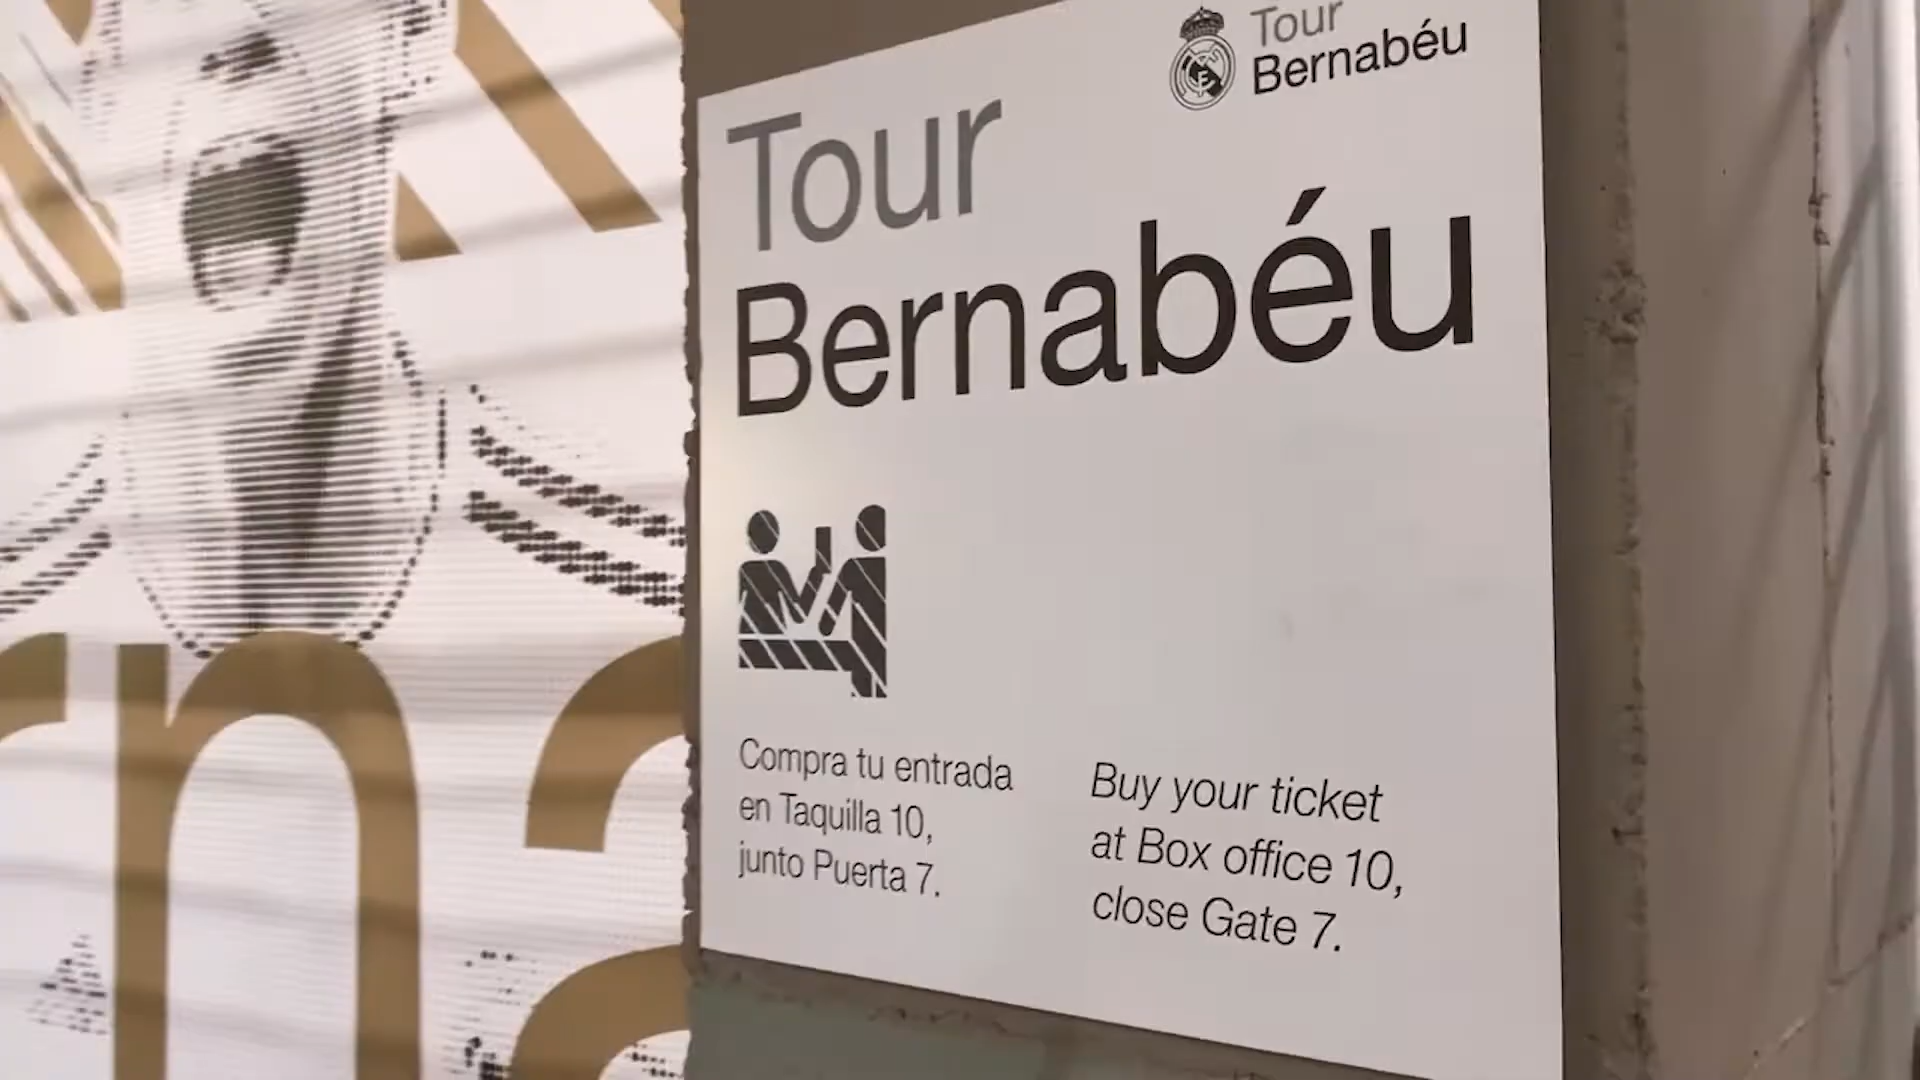 Tour
Bernabéu
Tour
Bernabéu
Compra tu entrada
en Taquilla 10,
junto Puerta 7.
Buy your ticket
at Box office 10,
close Gate 7.
rna